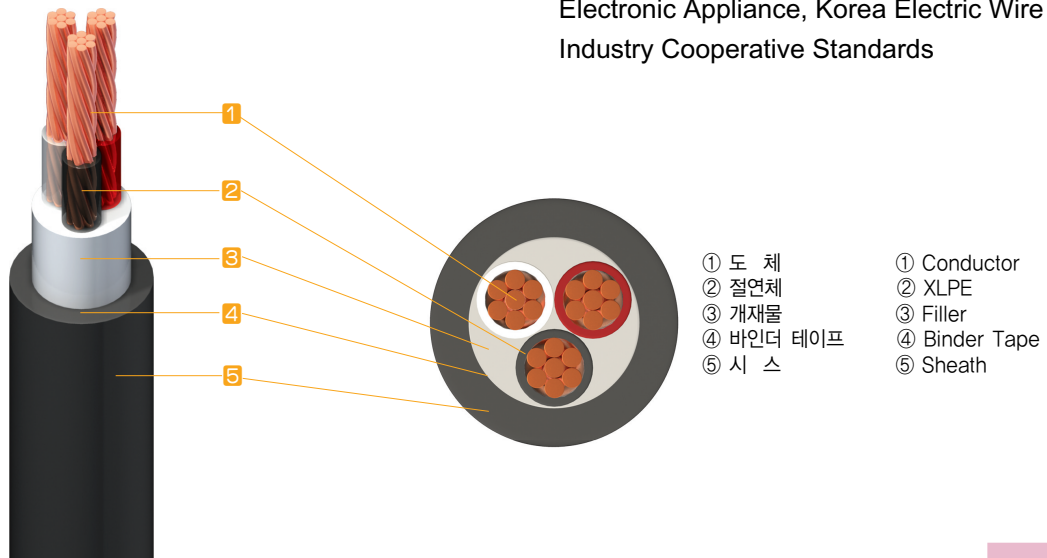 Electronic Appliance, Korea Electric Wire
Industry Cooperative Standards
1
2
3
4
5
① 도 체
② 절연체
③ 개재물
④ 바인더 테이프
⑤ 시 스
① Conductor
② XLPE
③ Filler
④ Binder Tape
⑤ Sheath